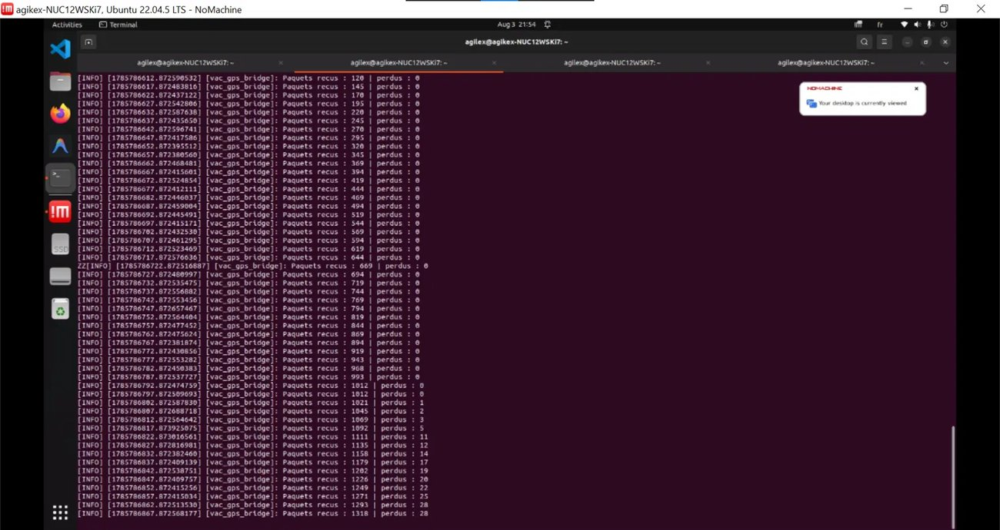 agikex-NUC12WSKi7, Ubuntu 22.04.5 LTS - NoMachine
Activities Terminal Aug 3 21:54 fr
agilex@agikex-NUC12WSKi7: ~
agilex@agikex-NUC12WSKi7: ~ agilex@agikex-NUC12WSKi7: ~ agilex@agikex-NUC12WSKi7: ~ agilex@agikex-NUC12WSKi7: ~
NOMACHINE
Your desktop is currently viewed
[INFO] [1785786612.872590532] [vac_gps_bridge]: Paquets recus : 120 | perdus : 0
[INFO] [1785786617.872483816] [vac_gps_bridge]: Paquets recus : 145 | perdus : 0
[INFO] [1785786622.872437122] [vac_gps_bridge]: Paquets recus : 170 | perdus : 0
[INFO] [1785786627.872542806] [vac_gps_bridge]: Paquets recus : 195 | perdus : 0
[INFO] [1785786632.872587638] [vac_gps_bridge]: Paquets recus : 220 | perdus : 0
[INFO] [1785786637.872435650] [vac_gps_bridge]: Paquets recus : 245 | perdus : 0
[INFO] [1785786642.872596741] [vac_gps_bridge]: Paquets recus : 270 | perdus : 0
[INFO] [1785786647.872417586] [vac_gps_bridge]: Paquets recus : 295 | perdus : 0
[INFO] [1785786652.872395512] [vac_gps_bridge]: Paquets recus : 320 | perdus : 0
[INFO] [1785786657.872380560] [vac_gps_bridge]: Paquets recus : 345 | perdus : 0
[INFO] [1785786662.872468481] [vac_gps_bridge]: Paquets recus : 369 | perdus : 0
[INFO] [1785786667.872415601] [vac_gps_bridge]: Paquets recus : 394 | perdus : 0
[INFO] [1785786672.872524854] [vac_gps_bridge]: Paquets recus : 419 | perdus : 0
[INFO] [1785786677.872412111] [vac_gps_bridge]: Paquets recus : 444 | perdus : 0
[INFO] [1785786682.872446037] [vac_gps_bridge]: Paquets recus : 469 | perdus : 0
[INFO] [1785786687.872459004] [vac_gps_bridge]: Paquets recus : 494 | perdus : 0
[INFO] [1785786692.872445491] [vac_gps_bridge]: Paquets recus : 519 | perdus : 0
[INFO] [1785786697.872415171] [vac_gps_bridge]: Paquets recus : 544 | perdus : 0
[INFO] [1785786702.872432530] [vac_gps_bridge]: Paquets recus : 569 | perdus : 0
[INFO] [1785786707.872461295] [vac_gps_bridge]: Paquets recus : 594 | perdus : 0
[INFO] [1785786712.872523469] [vac_gps_bridge]: Paquets recus : 619 | perdus : 0
[INFO] [1785786717.872576636] [vac_gps_bridge]: Paquets recus : 644 | perdus : 0
ZZ[INFO] [1785786722.872516887] [vac_gps_bridge]: Paquets recus : 669 | perdus : 0
[INFO] [1785786727.872480997] [vac_gps_bridge]: Paquets recus : 694 | perdus : 0
[INFO] [1785786732.872535475] [vac_gps_bridge]: Paquets recus : 719 | perdus : 0
[INFO] [1785786737.872556882] [vac_gps_bridge]: Paquets recus : 744 | perdus : 0
[INFO] [1785786742.872553456] [vac_gps_bridge]: Paquets recus : 769 | perdus : 0
[INFO] [1785786747.872657467] [vac_gps_bridge]: Paquets recus : 794 | perdus : 0
[INFO] [1785786752.872564404] [vac_gps_bridge]: Paquets recus : 819 | perdus : 0
[INFO] [1785786757.872477452] [vac_gps_bridge]: Paquets recus : 844 | perdus : 0
[INFO] [1785786762.872475624] [vac_gps_bridge]: Paquets recus : 869 | perdus : 0
[INFO] [1785786767.872381874] [vac_gps_bridge]: Paquets recus : 894 | perdus : 0
[INFO] [1785786772.872430856] [vac_gps_bridge]: Paquets recus : 919 | perdus : 0
[INFO] [1785786777.872553282] [vac_gps_bridge]: Paquets recus : 943 | perdus : 0
[INFO] [1785786782.872450383] [vac_gps_bridge]: Paquets recus : 968 | perdus : 0
[INFO] [1785786787.872537727] [vac_gps_bridge]: Paquets recus : 993 | perdus : 0
[INFO] [1785786792.872474759] [vac_gps_bridge]: Paquets recus : 1012 | perdus : 0
[INFO] [1785786797.872509693] [vac_gps_bridge]: Paquets recus : 1012 | perdus : 0
[INFO] [1785786802.872587830] [vac_gps_bridge]: Paquets recus : 1021 | perdus : 1
[INFO] [1785786807.872688718] [vac_gps_bridge]: Paquets recus : 1045 | perdus : 2
[INFO] [1785786812.872564642] [vac_gps_bridge]: Paquets recus : 1069 | perdus : 3
[INFO] [1785786817.873925075] [vac_gps_bridge]: Paquets recus : 1092 | perdus : 5
[INFO] [1785786822.873016561] [vac_gps_bridge]: Paquets recus : 1111 | perdus : 11
[INFO] [1785786827.872816981] [vac_gps_bridge]: Paquets recus : 1135 | perdus : 12
[INFO] [1785786832.872382460] [vac_gps_bridge]: Paquets recus : 1158 | perdus : 14
[INFO] [1785786837.872409139] [vac_gps_bridge]: Paquets recus : 1179 | perdus : 17
[INFO] [1785786842.872538751] [vac_gps_bridge]: Paquets recus : 1202 | perdus : 19
[INFO] [1785786847.872409757] [vac_gps_bridge]: Paquets recus : 1226 | perdus : 20
[INFO] [1785786852.872415256] [vac_gps_bridge]: Paquets recus : 1249 | perdus : 22
[INFO] [1785786857.872415034] [vac_gps_bridge]: Paquets recus : 1271 | perdus : 25
[INFO] [1785786862.872513530] [vac_gps_bridge]: Paquets recus : 1293 | perdus : 28
[INFO] [1785786867.872568177] [vac_gps_bridge]: Paquets recus : 1318 | perdus : 28
SSD